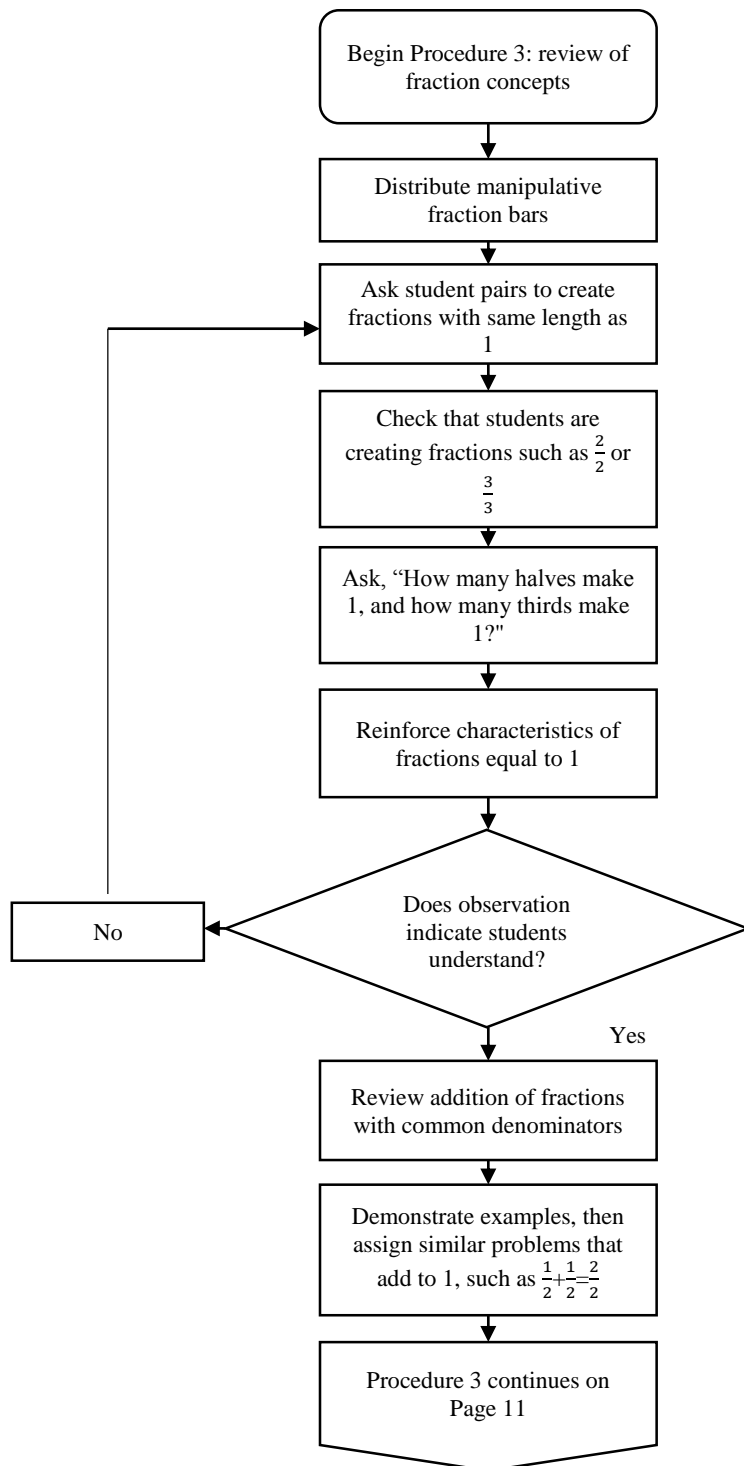 Begin Procedure 3: review of
fraction concepts
Distribute manipulative
fraction bars
Ask student pairs to create
fractions with same length as
1
Check that students are
creating fractions such as 2/2 or
3/3
Ask, “How many halves make
1, and how many thirds make
1?"
Reinforce characteristics of
fractions equal to 1
Does observation
indicate students
understand?
No
Yes
Review addition of fractions
with common denominators
Demonstrate examples, then
assign similar problems that
add to 1, such as 1/2+1/2=2/2
Procedure 3 continues on
Page 11